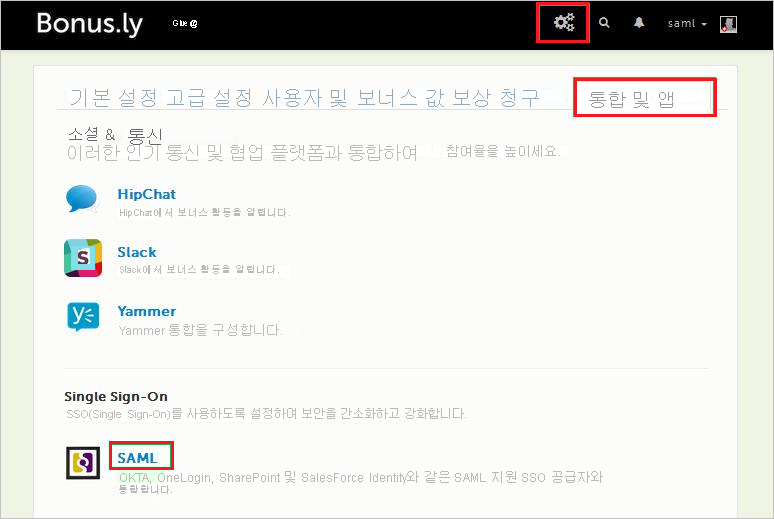 Bonus.ly Glue @ saml
기본 설정 고급 설정 사용자 및 보너스 값 보상 청구 통합 및 앱
소셜 & 통신
이러한 인기 통신 및 협업 플랫폼과 통합하여 참여율을 높이세요.
HipChat
HipChat에서 보너스 활동을 알립니다.
Slack
Slack에서 보너스 활동을 알립니다.
Yammer
Yammer 통합을 구성합니다.
Single Sign-On
SSO(Single Sign-On)를 사용하도록 설정하여 보안을 간소화하고 강화합니다.
SAML
OKTA, OneLogin, SharePoint 및 SalesForce Identity와 같은 SAML 지원 SSO 공급자와
통합합니다.